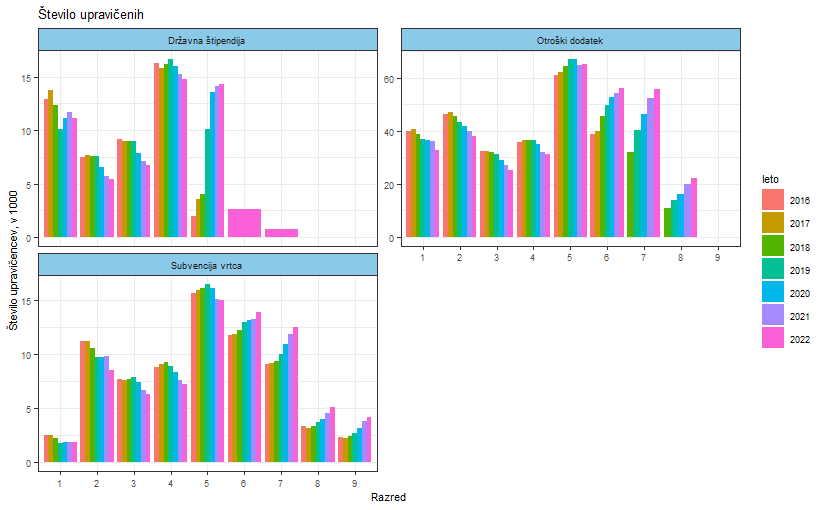 Število upravičenih
Državna štipendija
Otroški dodatek
15
10
5
0
60
40
20
0
1 2 3 4 5 6 7 8 9
Subvencija vrtca
15
10
5
0
1 2 3 4 5 6 7 8 9
Število upravičencev, v 1000
Razred
leto
2016
2017
2018
2019
2020
2021
2022